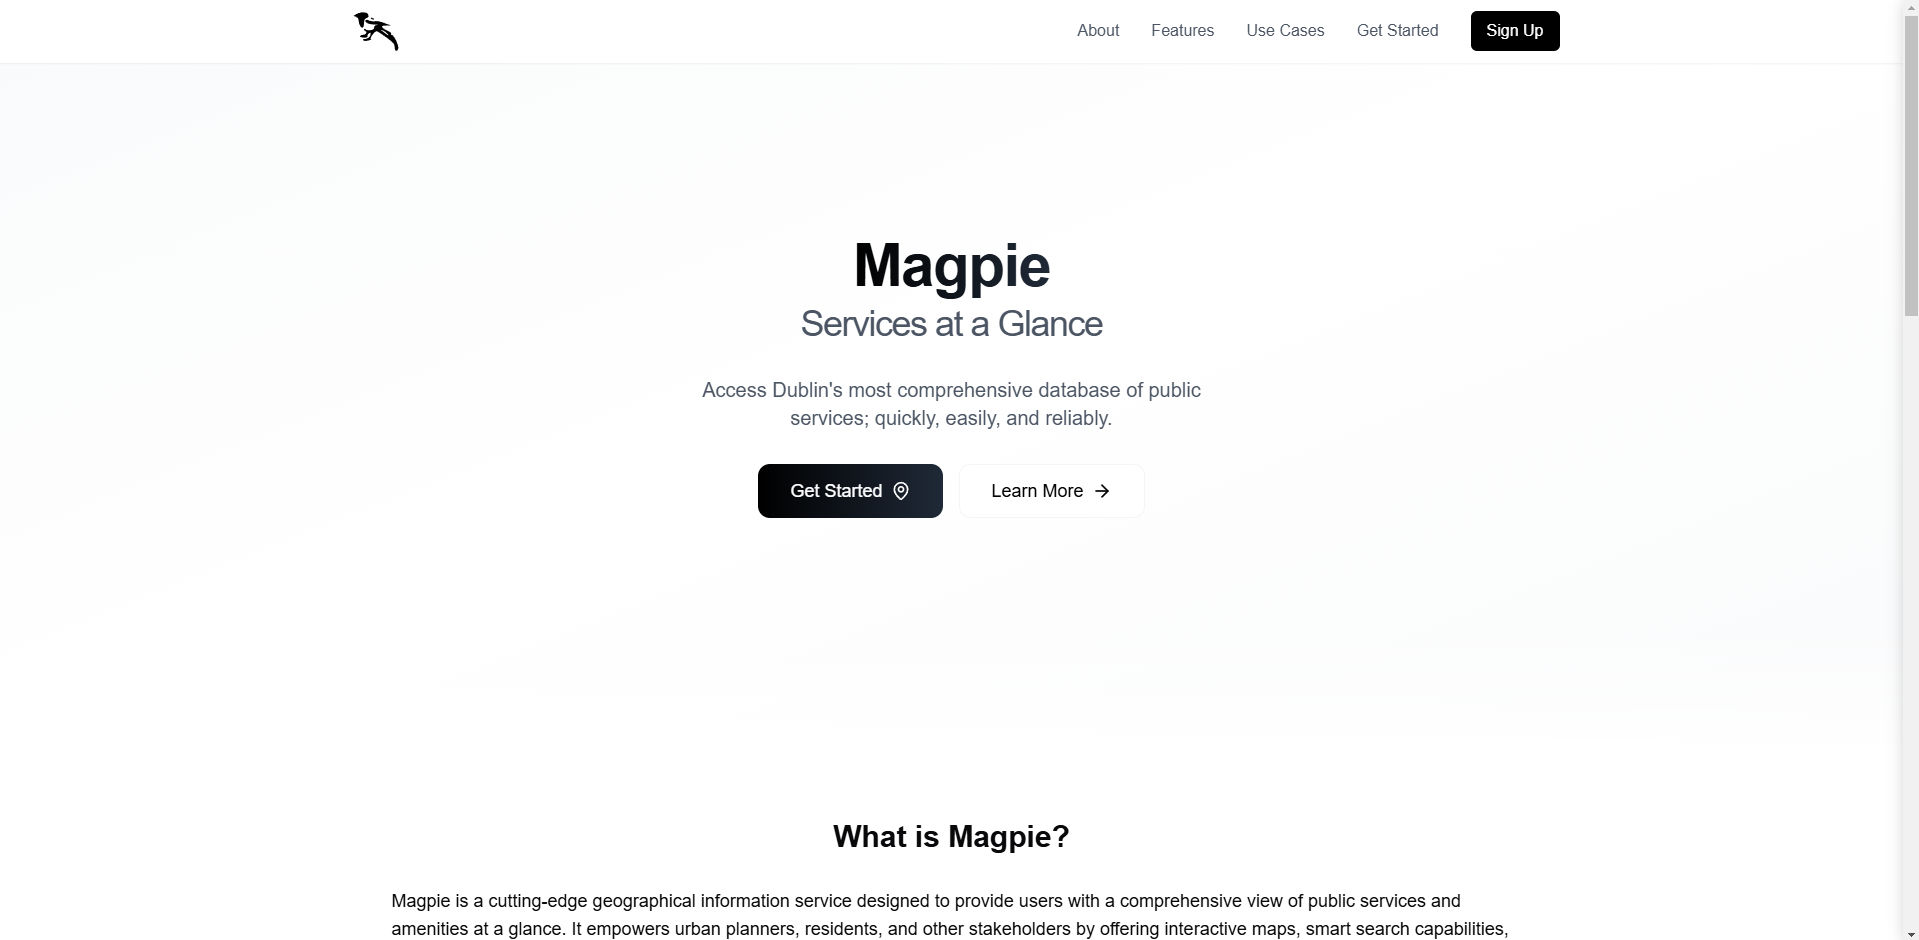 About
Features
Use Cases
Get Started
Sign Up
Magpie
Services at a Glance
Access Dublin's most comprehensive database of public
services; quickly, easily, and reliably.
Get Started
Learn More
What is Magpie?
Magpie is a cutting-edge geographical information service designed to provide users with a comprehensive view of public services and
amenities at a glance. It empowers urban planners, residents, and other stakeholders by offering interactive maps, smart search capabilities,